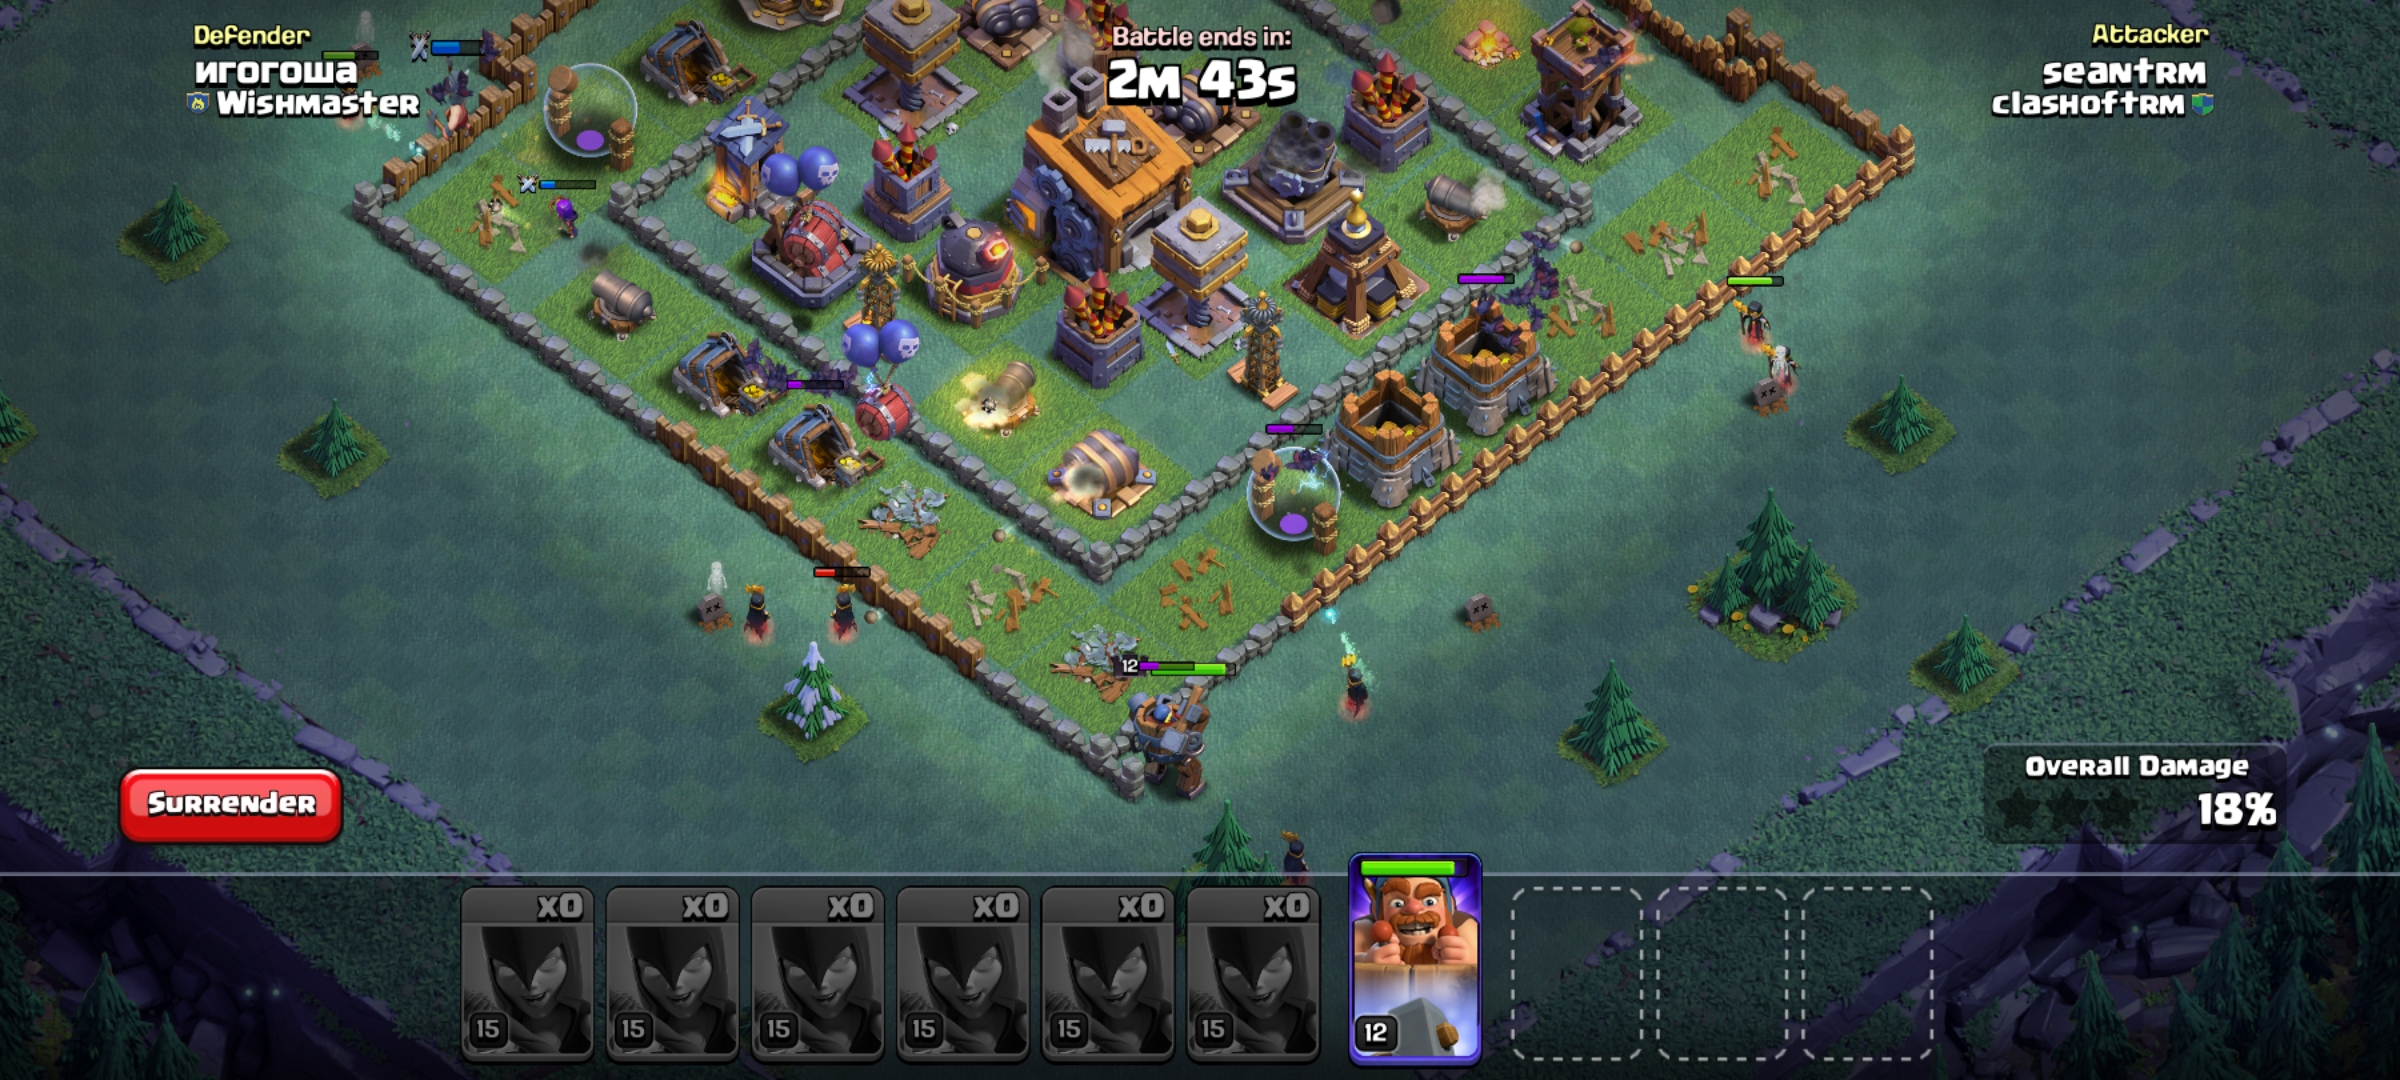 Defender
игогоша
Wishmaster
Battle ends in:
2m 43s
Attacker
seantrm
clashoftrm
12
Surrender
Overall Damage
18%
x0 x0 x0 x0 x0 x0
15 15 15 15 15 15 12